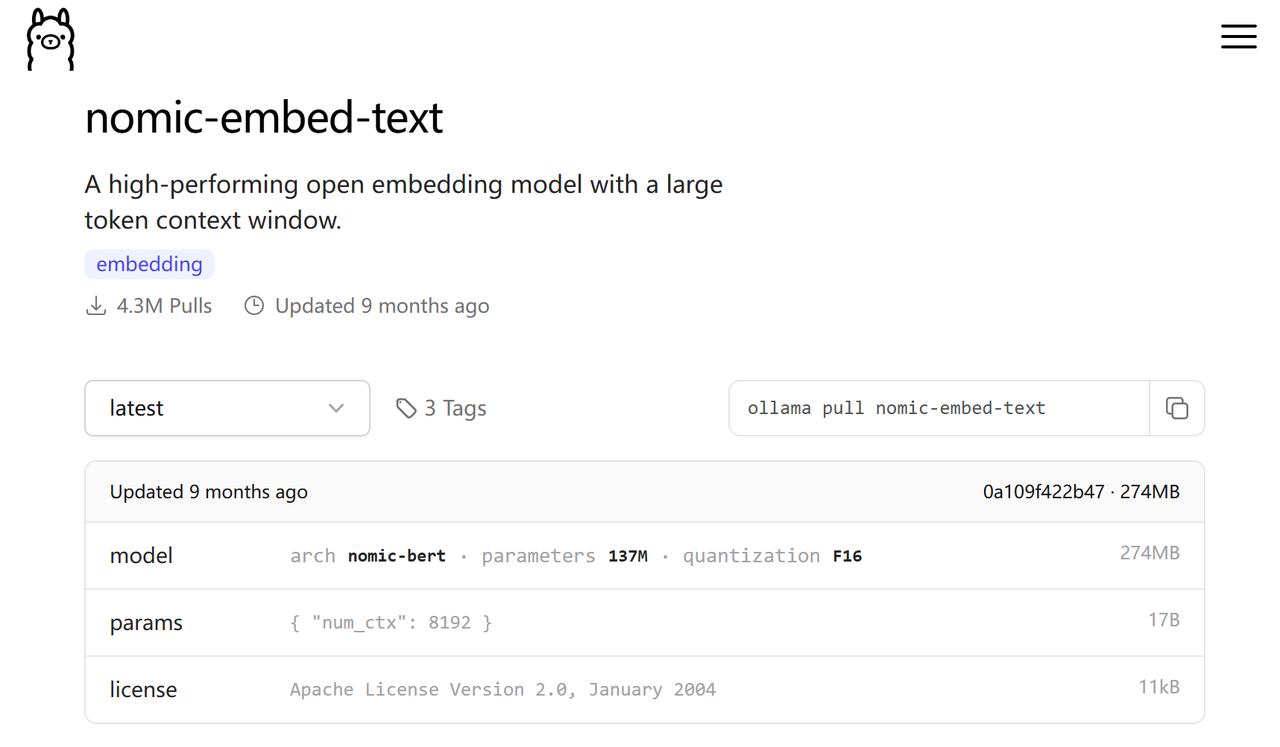 nomic-embed-text
A high-performing open embedding model with a large
token context window.
embedding
4.3M Pulls Updated 9 months ago
latest 3 Tags ollama pull nomic-embed-text
Updated 9 months ago 0a109f422b47 · 274MB
model arch nomic-bert · parameters 137M · quantization F16 274MB
params { "num_ctx": 8192 } 17B
license Apache License Version 2.0, January 2004 11kB